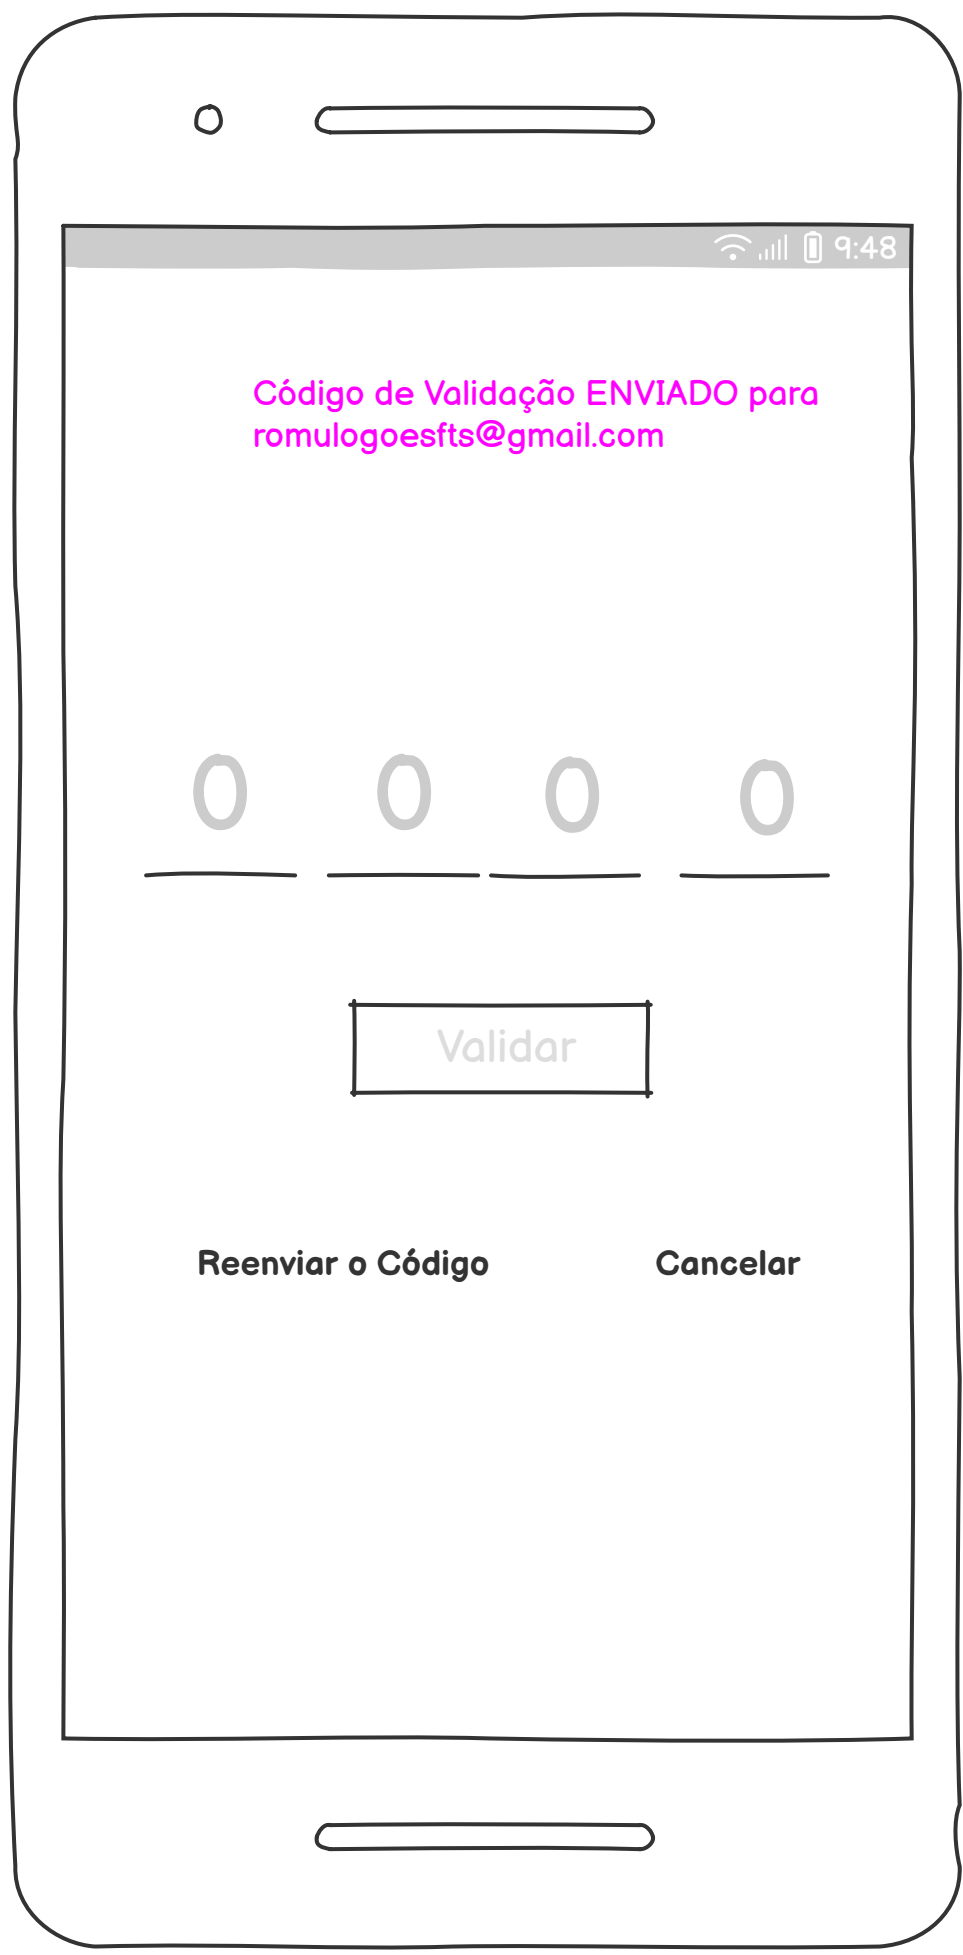 9:48
Código de Validação ENVIADO para
romulogoesfts@gmail.com
0 0 0 0
Validar
Reenviar o Código Cancelar